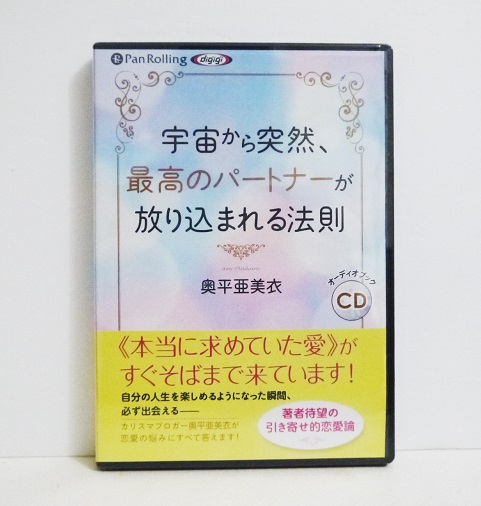 PanRolling digigi
宇宙から突然、
最高のパートナーが
放り込まれる法則
奥平亜美衣
オーディオブック
CD
《本当に求めていた愛》が
すぐそばまで来ています!
自分の人生を楽しめるようになった瞬間、
必ず出会える――
カリスマブロガー奥平亜美衣が
恋愛の悩みにすべて答えます!
著者待望の
引き寄せ的恋愛論